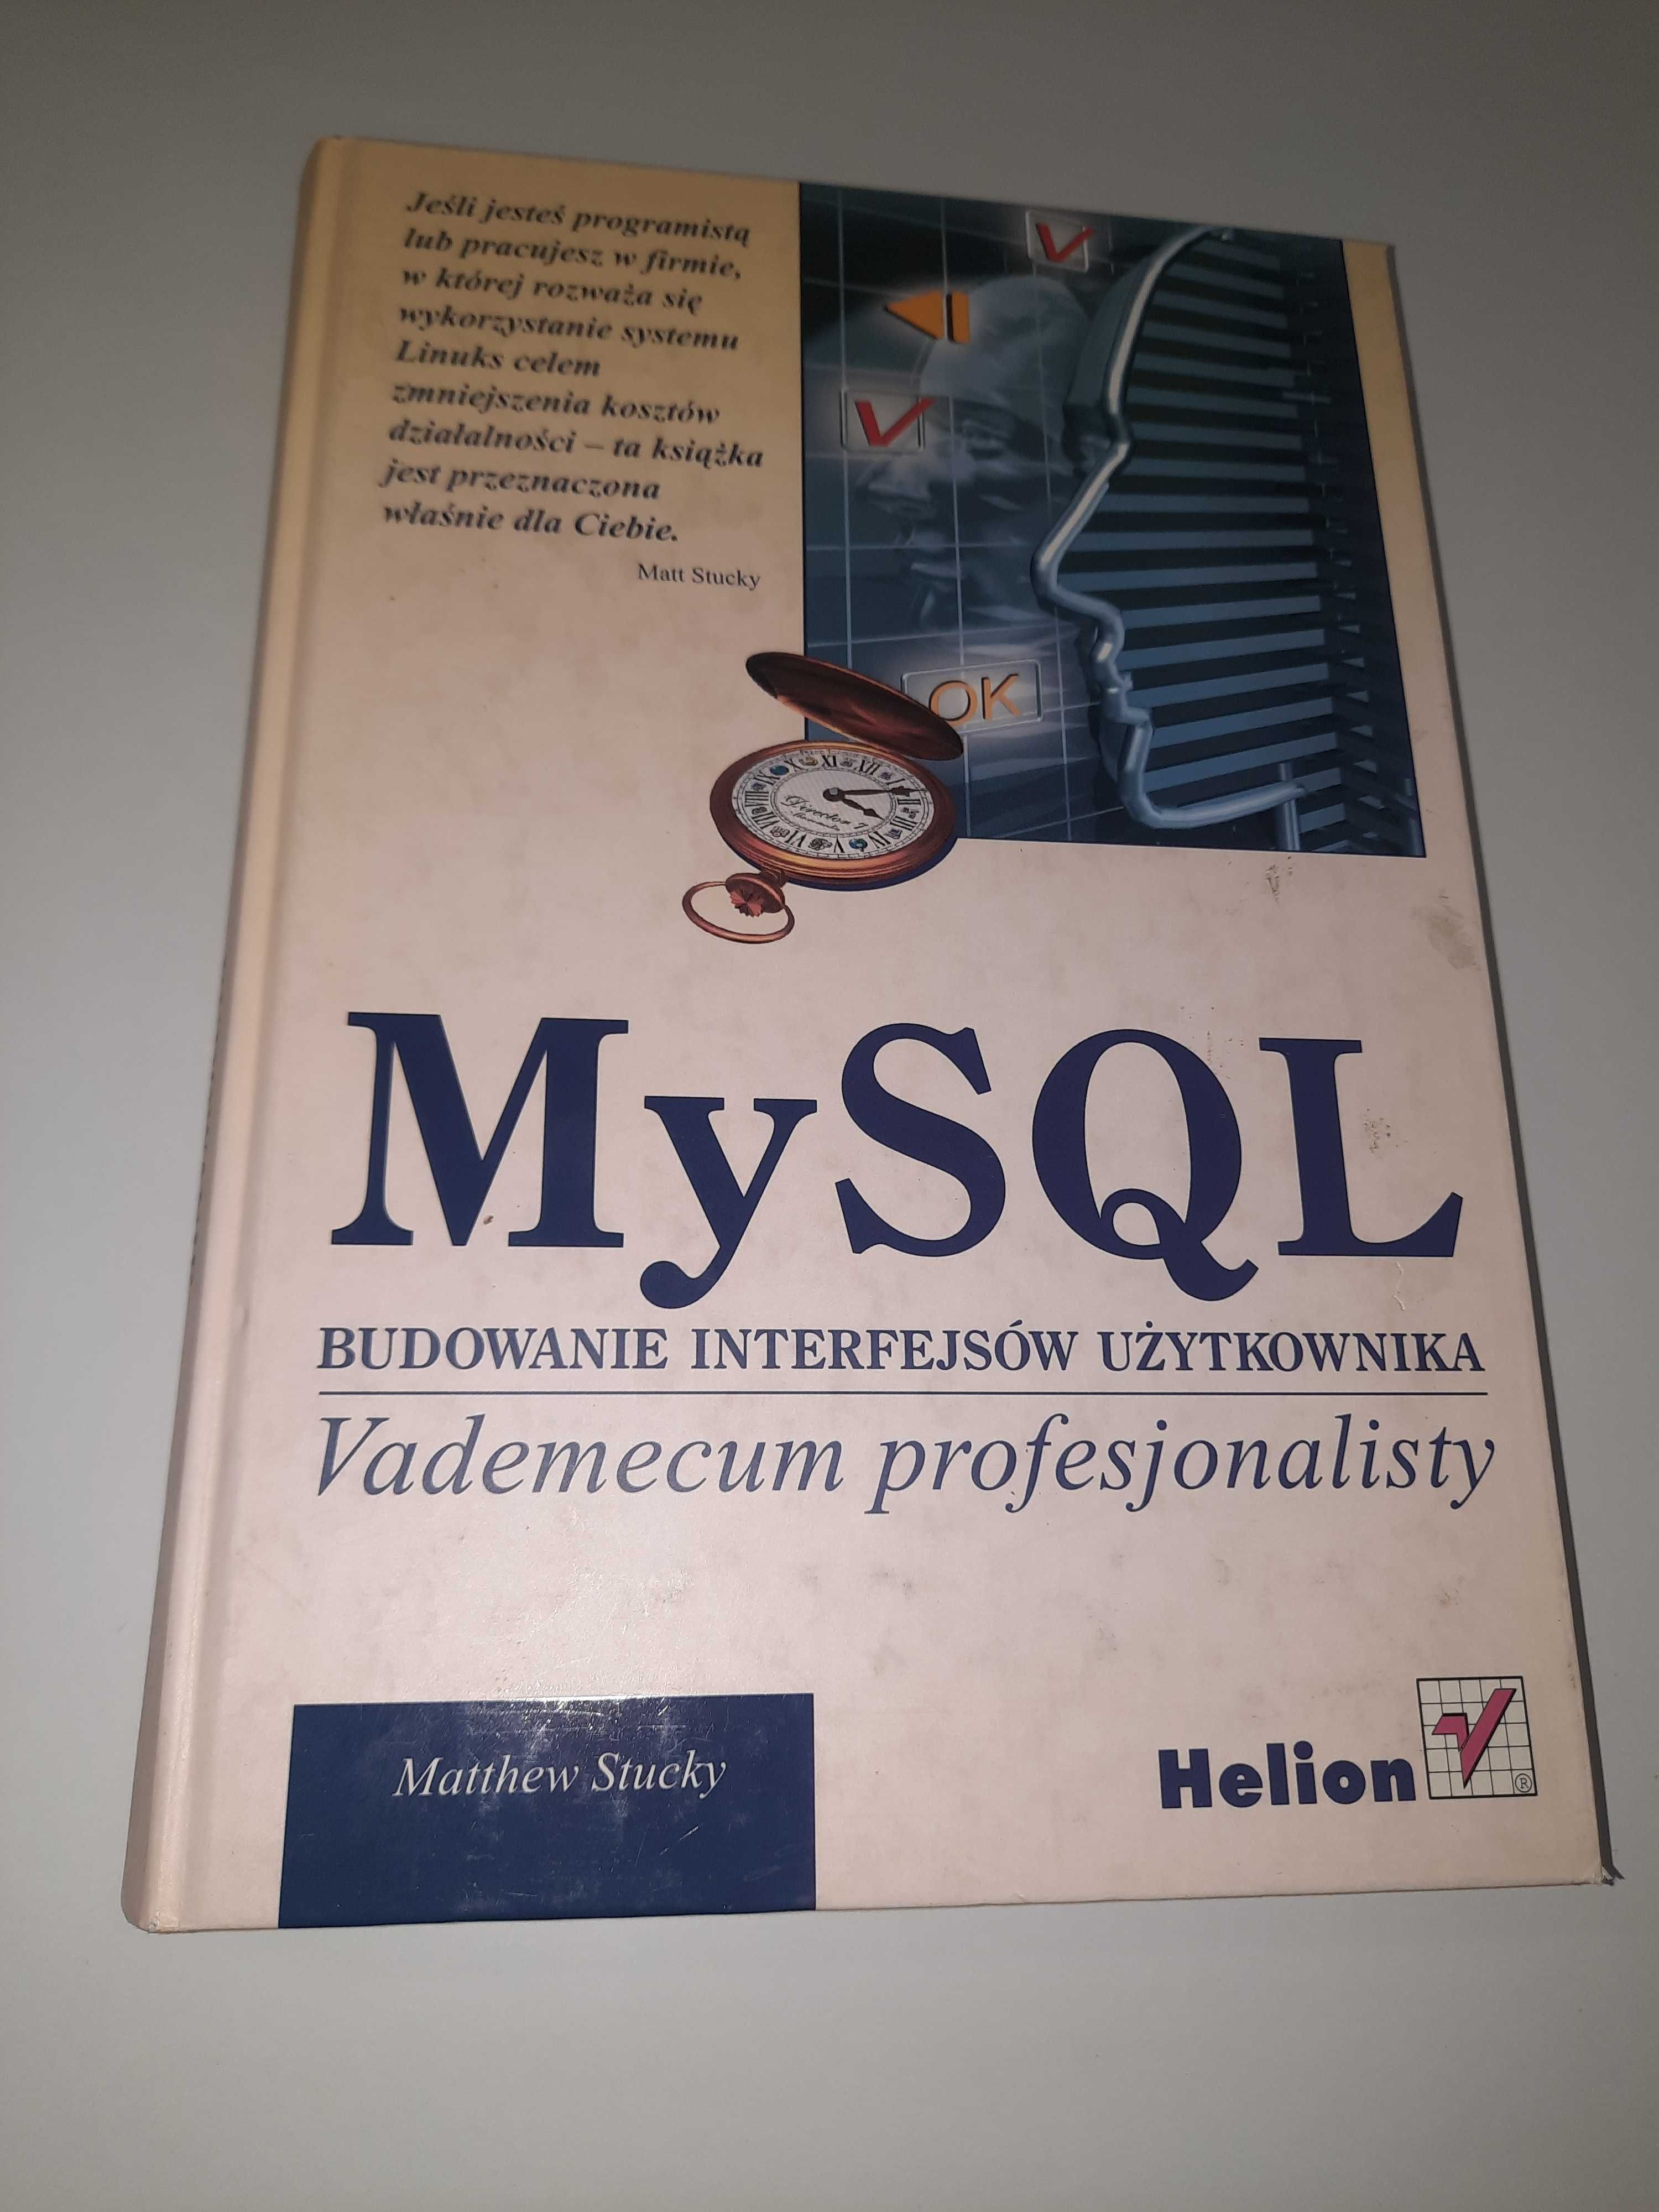 Jeśli jesteś programistą
lub pracujesz w firmie,
w której rozważa się
wykorzystanie systemu
Linuks celem
zmniejszenia kosztów
działalności – ta książka
jest przeznaczona
właśnie dla Ciebie.
Matt Stucky
OK
MySQL
BUDOWANIE INTERFEJSÓW UŻYTKOWNIKA
Vademecum profesjonalisty
Matthew Stucky
Helion
®